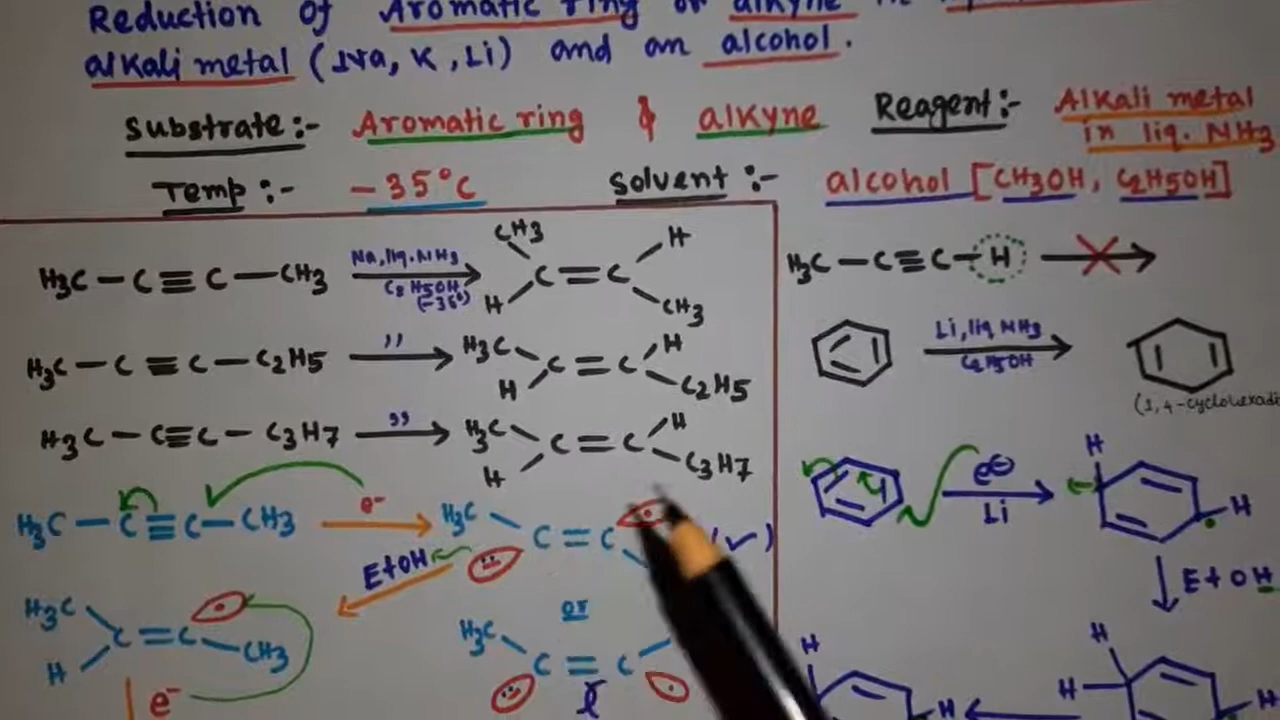 Reduction of Aromatic ring or alkyne in
alkali metal (Na, K, Li) and an alcohol.
Substrate:- Aromatic ring & alkyne Reagent:- Alkali metal
in liq. NH3
Temp:- -35°C Solvent:- alcohol [CH3OH, C2H5OH]
H3C-C≡C-CH3 Na, liq. NH3 C2H5OH (-35°) CH3 H C=C H CH3
H3C-C≡C-H
H3C-C≡C-C2H5 ,, H3C H C=C H C2H5
Li, liq NH3 C2H5OH
(1,4-cyclohexadi
H3C-C≡C-C3H7 ,, H3C H C=C H C3H7
H3C-C≡C-CH3 e- H3C C=C (✓)
e⊖ Li H H
EtOH
or
EtOH
H3C C=C CH3 H
H3C C=C
e-
H H
H H H